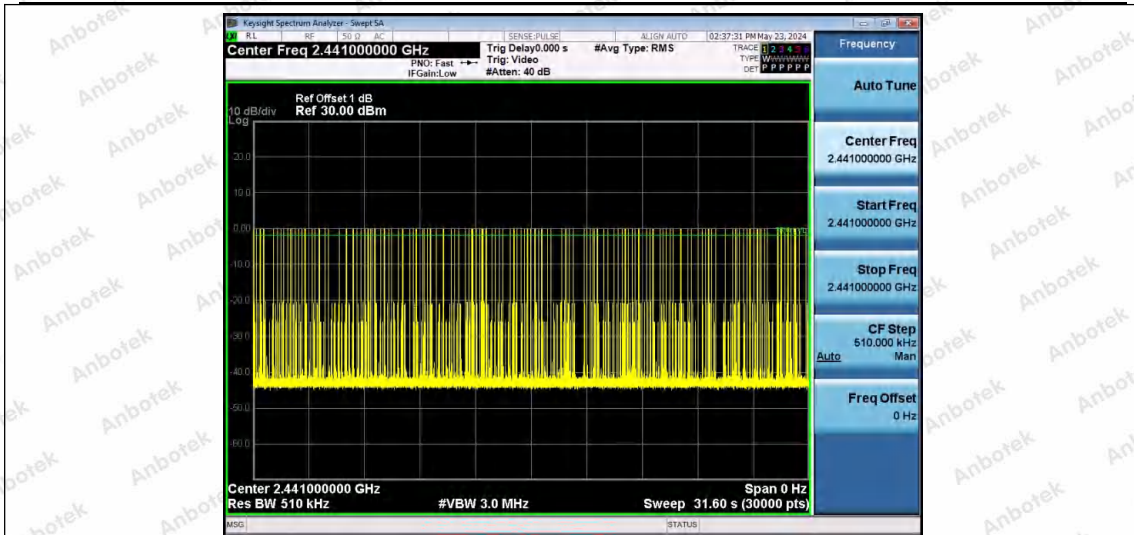 Keysight Spectrum Analyzer - Swept SA
RL RF 50 Ω AC SENSE:PULSE ALIGN AUTO 02:37:31 PM May 23, 2024
Center Freq 2.441000000 GHz
Trig Delay0.000 s #Avg Type: RMS TRACE 1 2 3 4 5 6
PNO: Fast Trig: Video TYPE WWWWWW
IFGain:Low #Atten: 40 dB DET P P P P P P
Ref Offset 1 dB
10 dB/div Ref 30.00 dBm
Log
20.0
10.0
0.00
-10.0
-20.0
-30.0
-40.0
-50.0
-60.0
Center 2.441000000 GHz Span 0 Hz
Res BW 510 kHz #VBW 3.0 MHz Sweep 31.60 s (30000 pts)
MSG STATUS
Frequency
Auto Tune
Center Freq
2.441000000 GHz
Start Freq
2.441000000 GHz
Stop Freq
2.441000000 GHz
CF Step
510.000 kHz
Auto Man
Freq Offset
0 Hz
Anbotek